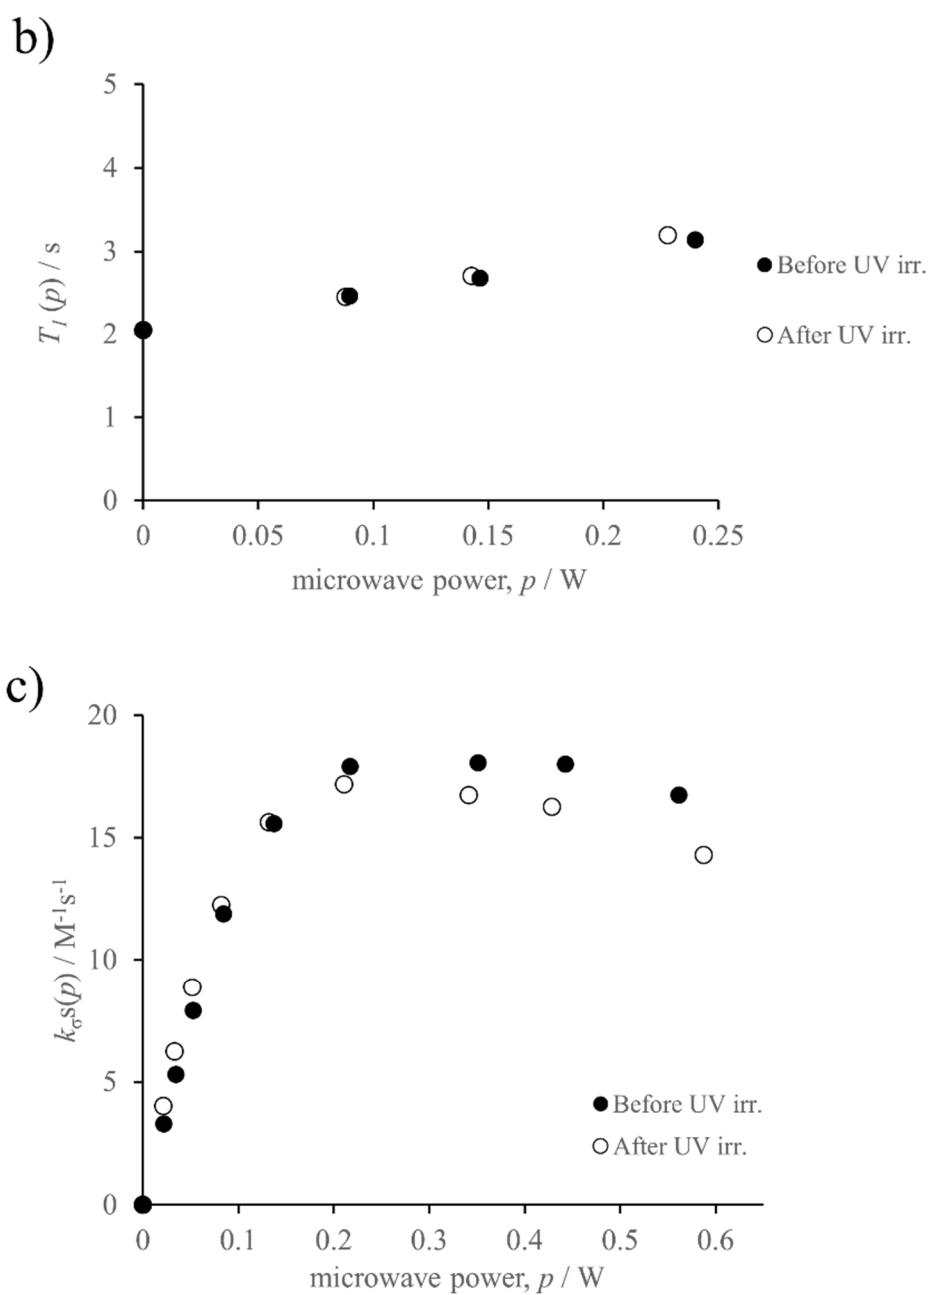 b)
5
4
3
2
1
0
T1 (p) / s
0 0.05 0.1 0.15 0.2 0.25
microwave power, p / W
Before UV irr.
After UV irr.
c)
20
15
10
5
0
kσs(p) / M-1s-1
0 0.1 0.2 0.3 0.4 0.5 0.6
microwave power, p / W
Before UV irr.
After UV irr.